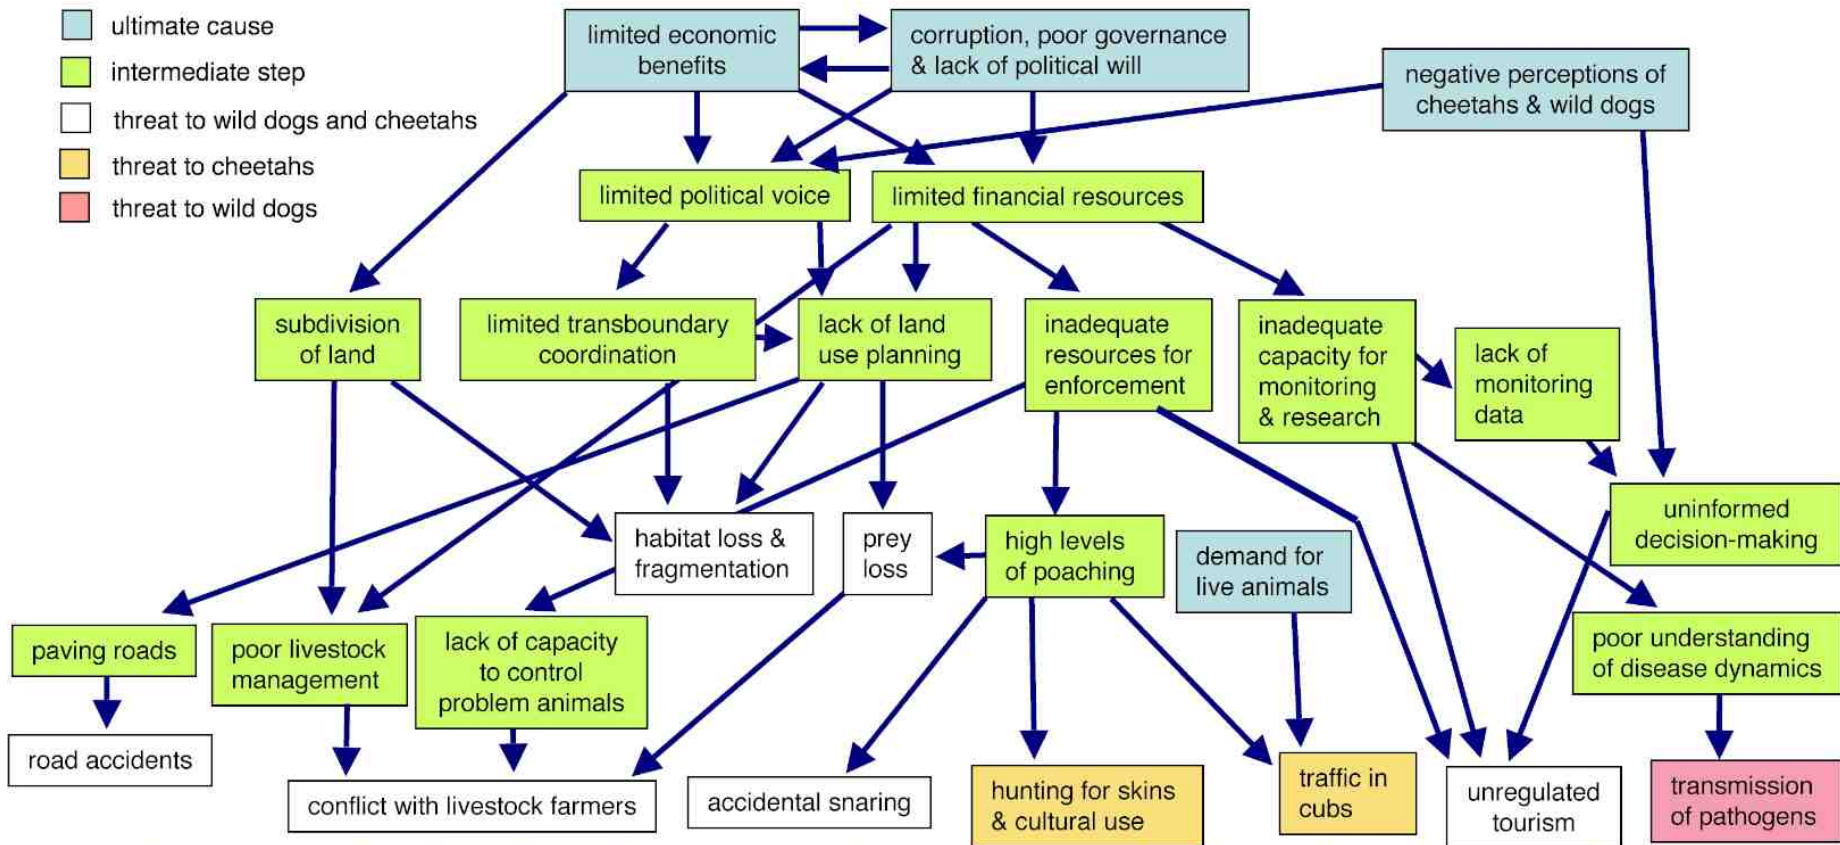 ultimate cause
intermediate step
threat to wild dogs and cheetahs
threat to cheetahs
threat to wild dogs
limited economic
benefits
corruption, poor governance
& lack of political will
negative perceptions of
cheetahs & wild dogs
limited political voice
limited financial resources
subdivision
of land
limited transboundary
coordination
lack of land
use planning
inadequate
resources for
enforcement
inadequate
capacity for
monitoring
& research
lack of
monitoring
data
uninformed
decision-making
habitat loss &
fragmentation
prey
loss
high levels
of poaching
demand for
live animals
paving roads
poor livestock
management
lack of capacity
to control
problem animals
poor understanding
of disease dynamics
road accidents
conflict with livestock farmers
accidental snaring
hunting for skins
& cultural use
traffic in
cubs
unregulated
tourism
transmission
of pathogens